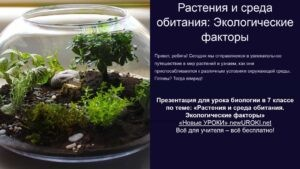 Растения и среда
обитания: Экологические
факторы
Привет, ребята! Сегодня мы отправляемся в увлекательное
путешествие в мир растений и узнаем, как они
приспосабливаются к различным условиям окружающей среды.
Готовы? Тогда вперед!
Презентация для урока биологии в 7 классе
по теме: «Растения и среда обитания.
Экологические факторы»
«Новые УРОКИ» newUROKI.net
Всё для учителя – всё бесплатно!